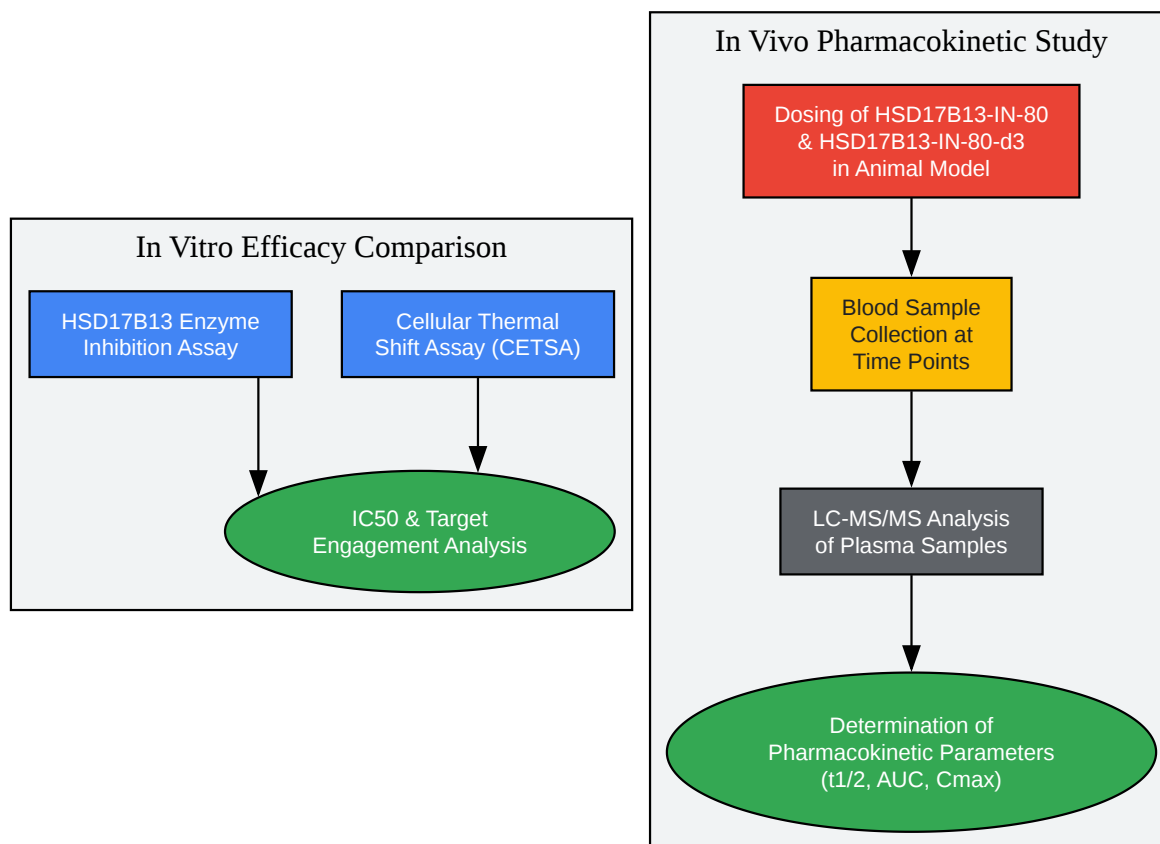 In Vitro Efficacy Comparison
HSD17B13 Enzyme
Inhibition Assay
Cellular Thermal
Shift Assay (CETSA)
IC50 & Target
Engagement Analysis
In Vivo Pharmacokinetic Study
Dosing of HSD17B13-IN-80
& HSD17B13-IN-80-d3
in Animal Model
Blood Sample
Collection at
Time Points
LC-MS/MS Analysis
of Plasma Samples
Determination of
Pharmacokinetic Parameters
(t1/2, AUC, Cmax)